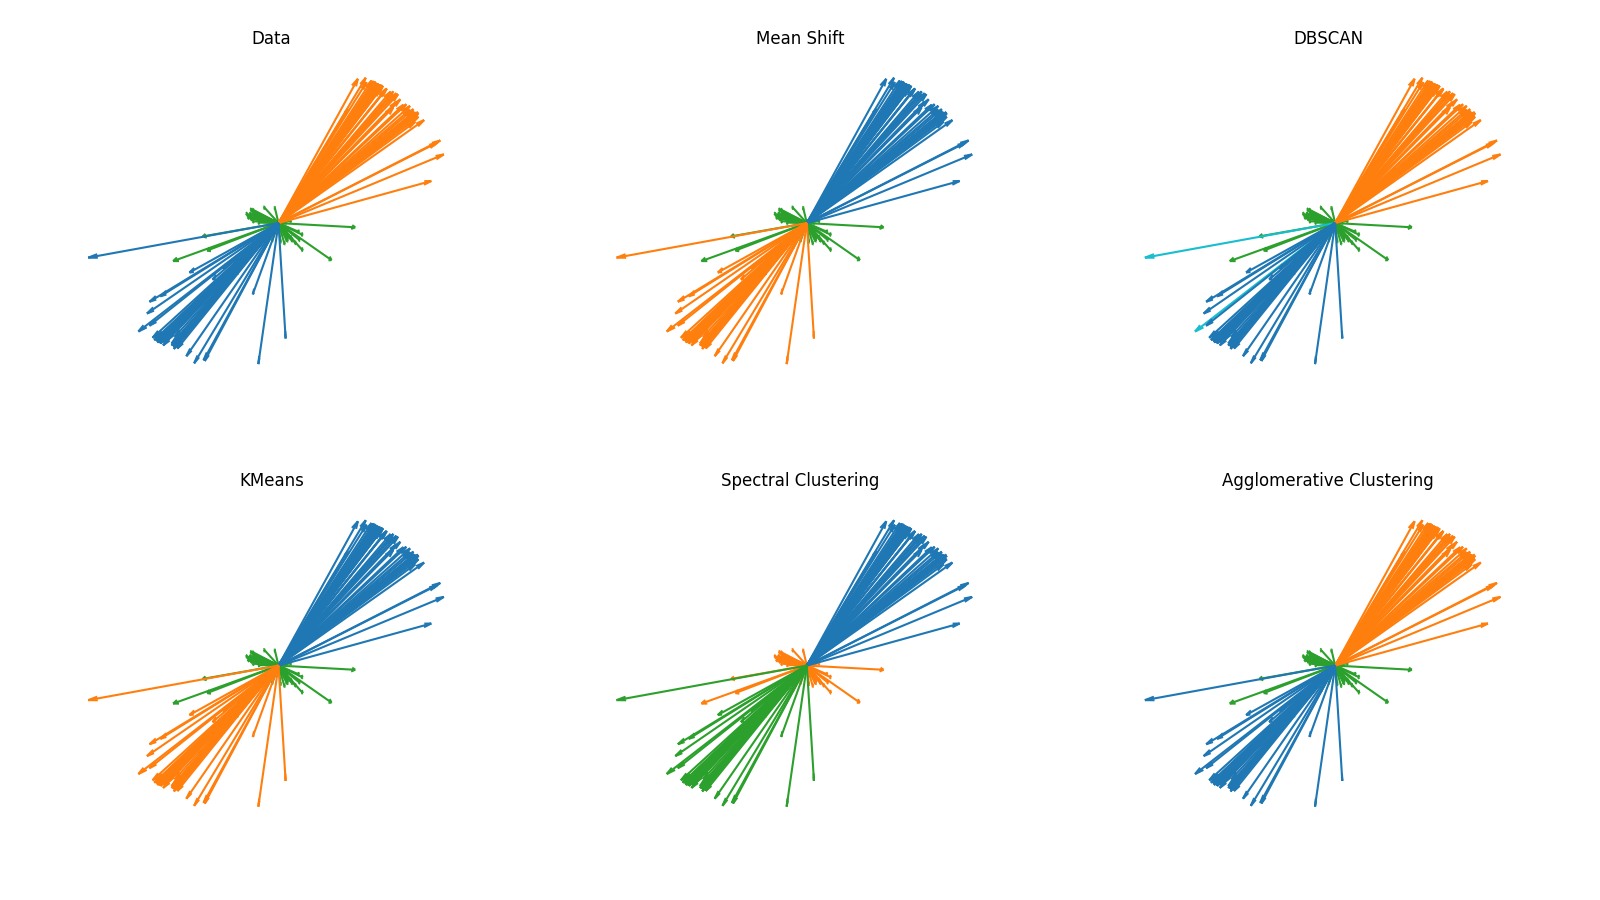 Data
Mean Shift
DBSCAN
KMeans
Spectral Clustering
Agglomerative Clustering